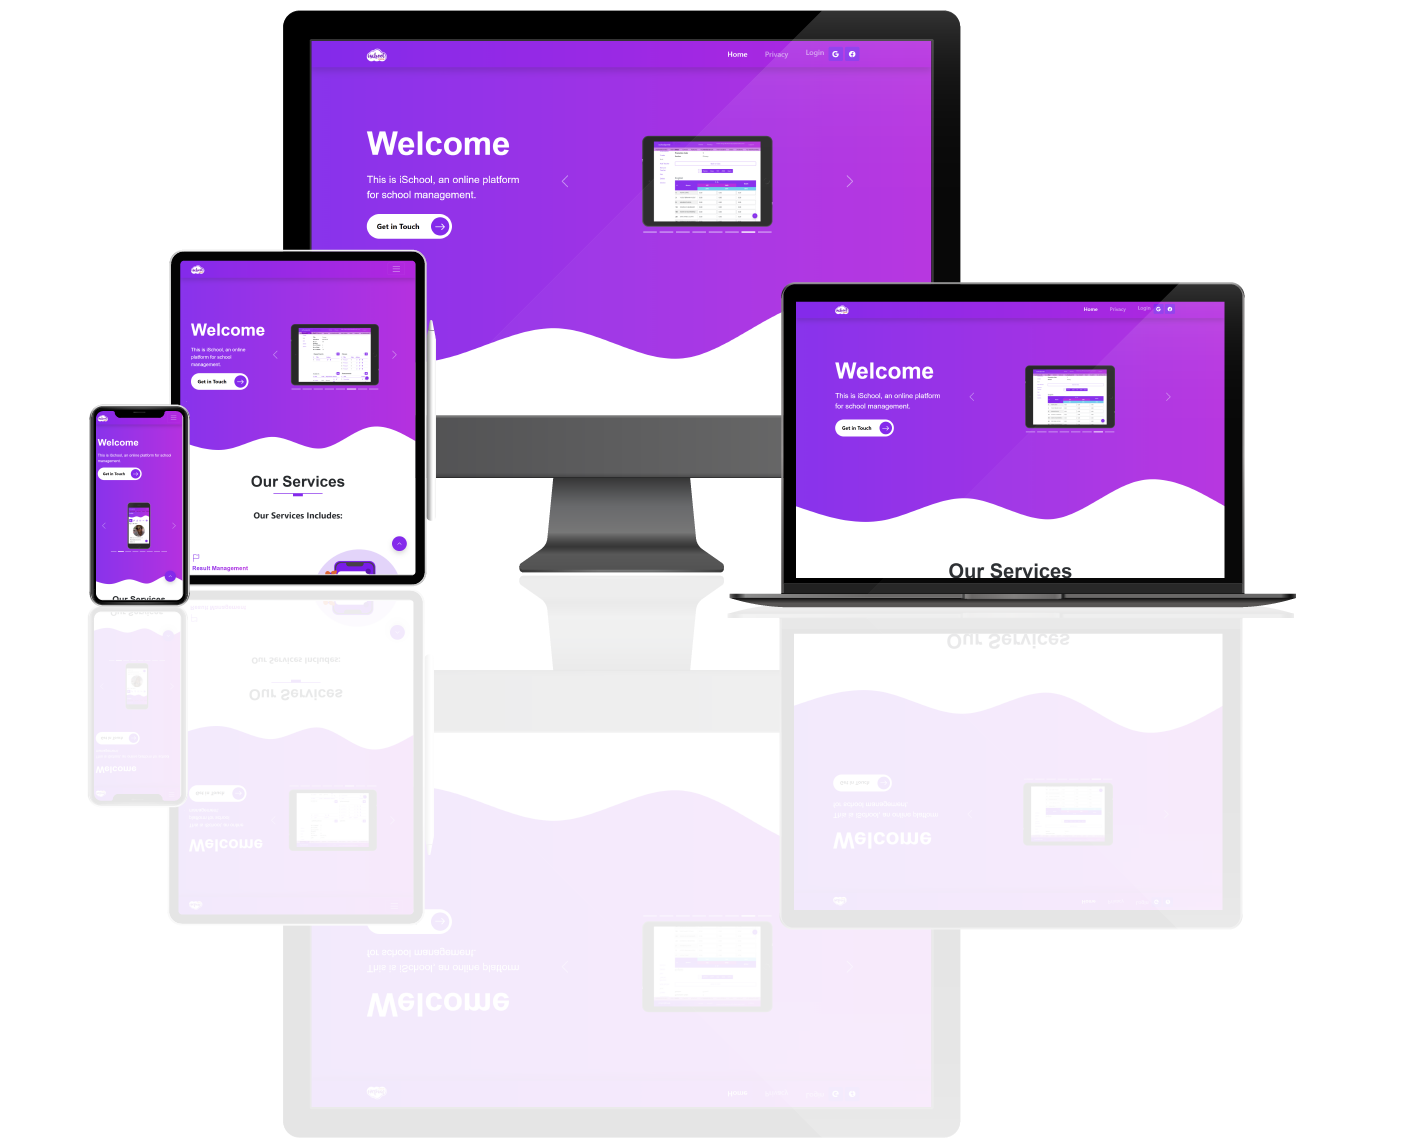 Home Privacy Login
Welcome
This is iSchool, an online platform
for school management.
Get in Touch
Welcome
This is iSchool, an online
platform for school
management.
Get in Touch
Our Services
Our Services Includes:
Result Management
Welcome
This is iSchool, an online platform for school
management.
Get in Touch
Our Services
Home Privacy Login
Welcome
This is iSchool, an online platform
for school management.
Get in Touch
Our Services